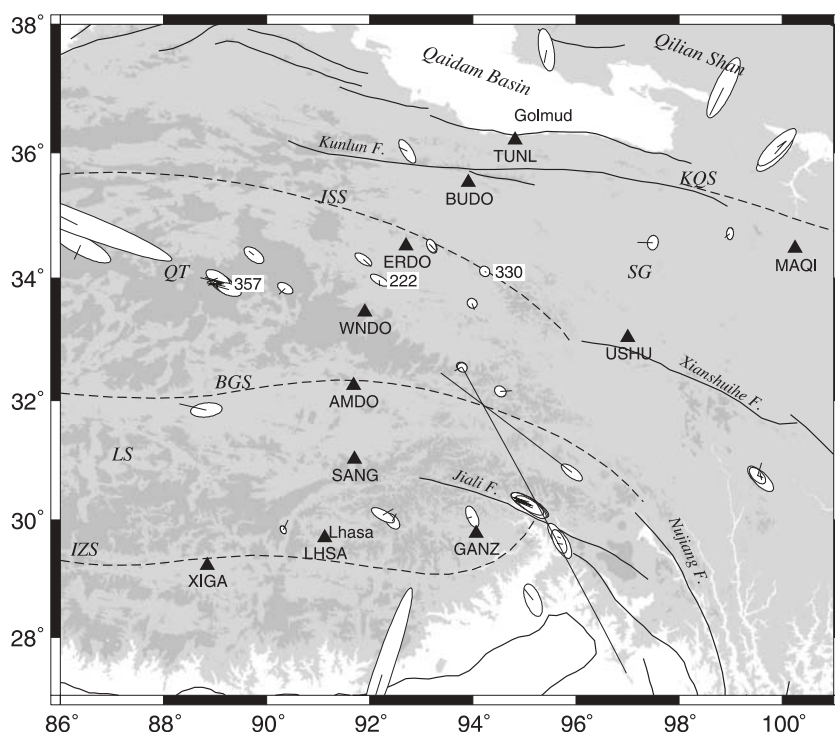 38°
36°
34°
32°
30°
28°
Qaidam Basin
Qilian Shan
Golmud
TUNL
Kunlun F.
BUDO
KQS
ISS
ERDO
QT
357
222
330
SG
MAQI
WNDO
USHU
Xianshuihe F.
BGS
AMDO
LS
SANG
Jiali F.
Nujiang F.
Lhasa
LHSA
GANZ
IZS
XIGA
86°
88°
90°
92°
94°
96°
98°
100°